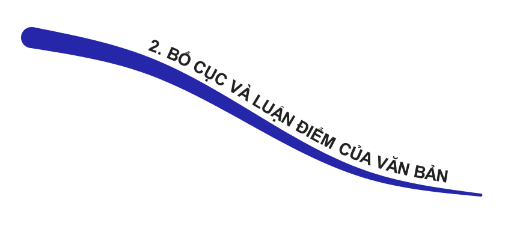 2. BỐ CỤC VÀ LUẬN ĐIỂM CỦA VĂN BẢN